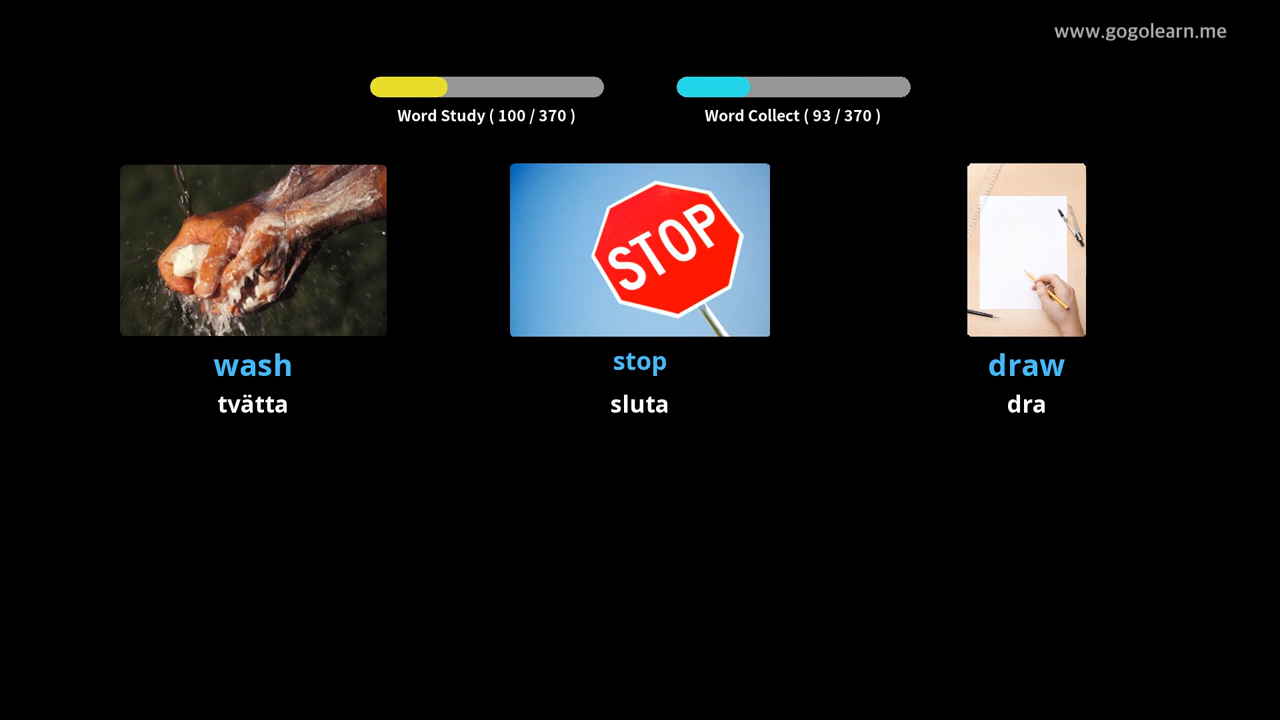 www.gogolearn.me
Word Study ( 100 / 370 )
Word Collect ( 93 / 370 )
STOP
wash
stop
draw
tvätta
sluta
dra